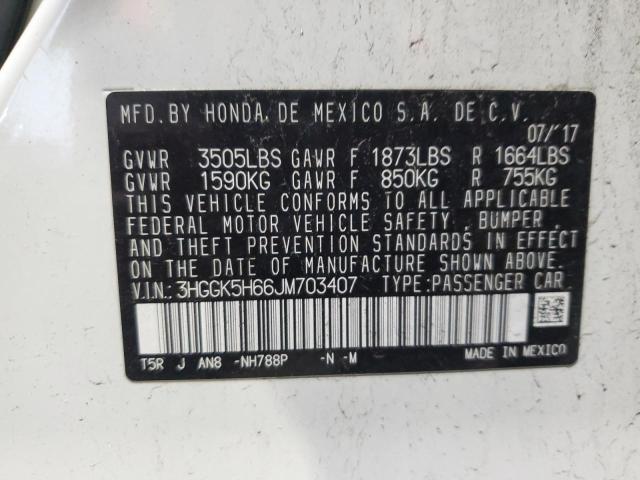 MFD. BY HONDA DE MEXICO S.A. DE C.V.
07/'17
GVWR 3505LBS GAWR F 1873LBS R 1664LBS
GVWR 1590KG GAWR F 850KG R 755KG
THIS VEHICLE CONFORMS TO ALL APPLICABLE
FEDERAL MOTOR VEHICLE SAFETY, BUMPER,
AND THEFT PREVENTION STANDARDS IN EFFECT
ON THE DATE OF MANUFACTURE SHOWN ABOVE.
V.I.N.: 3HGGK5H66JM703407 TYPE:PASSENGER CAR
T5R J AN8 -NH788P -N -M MADE IN MEXICO